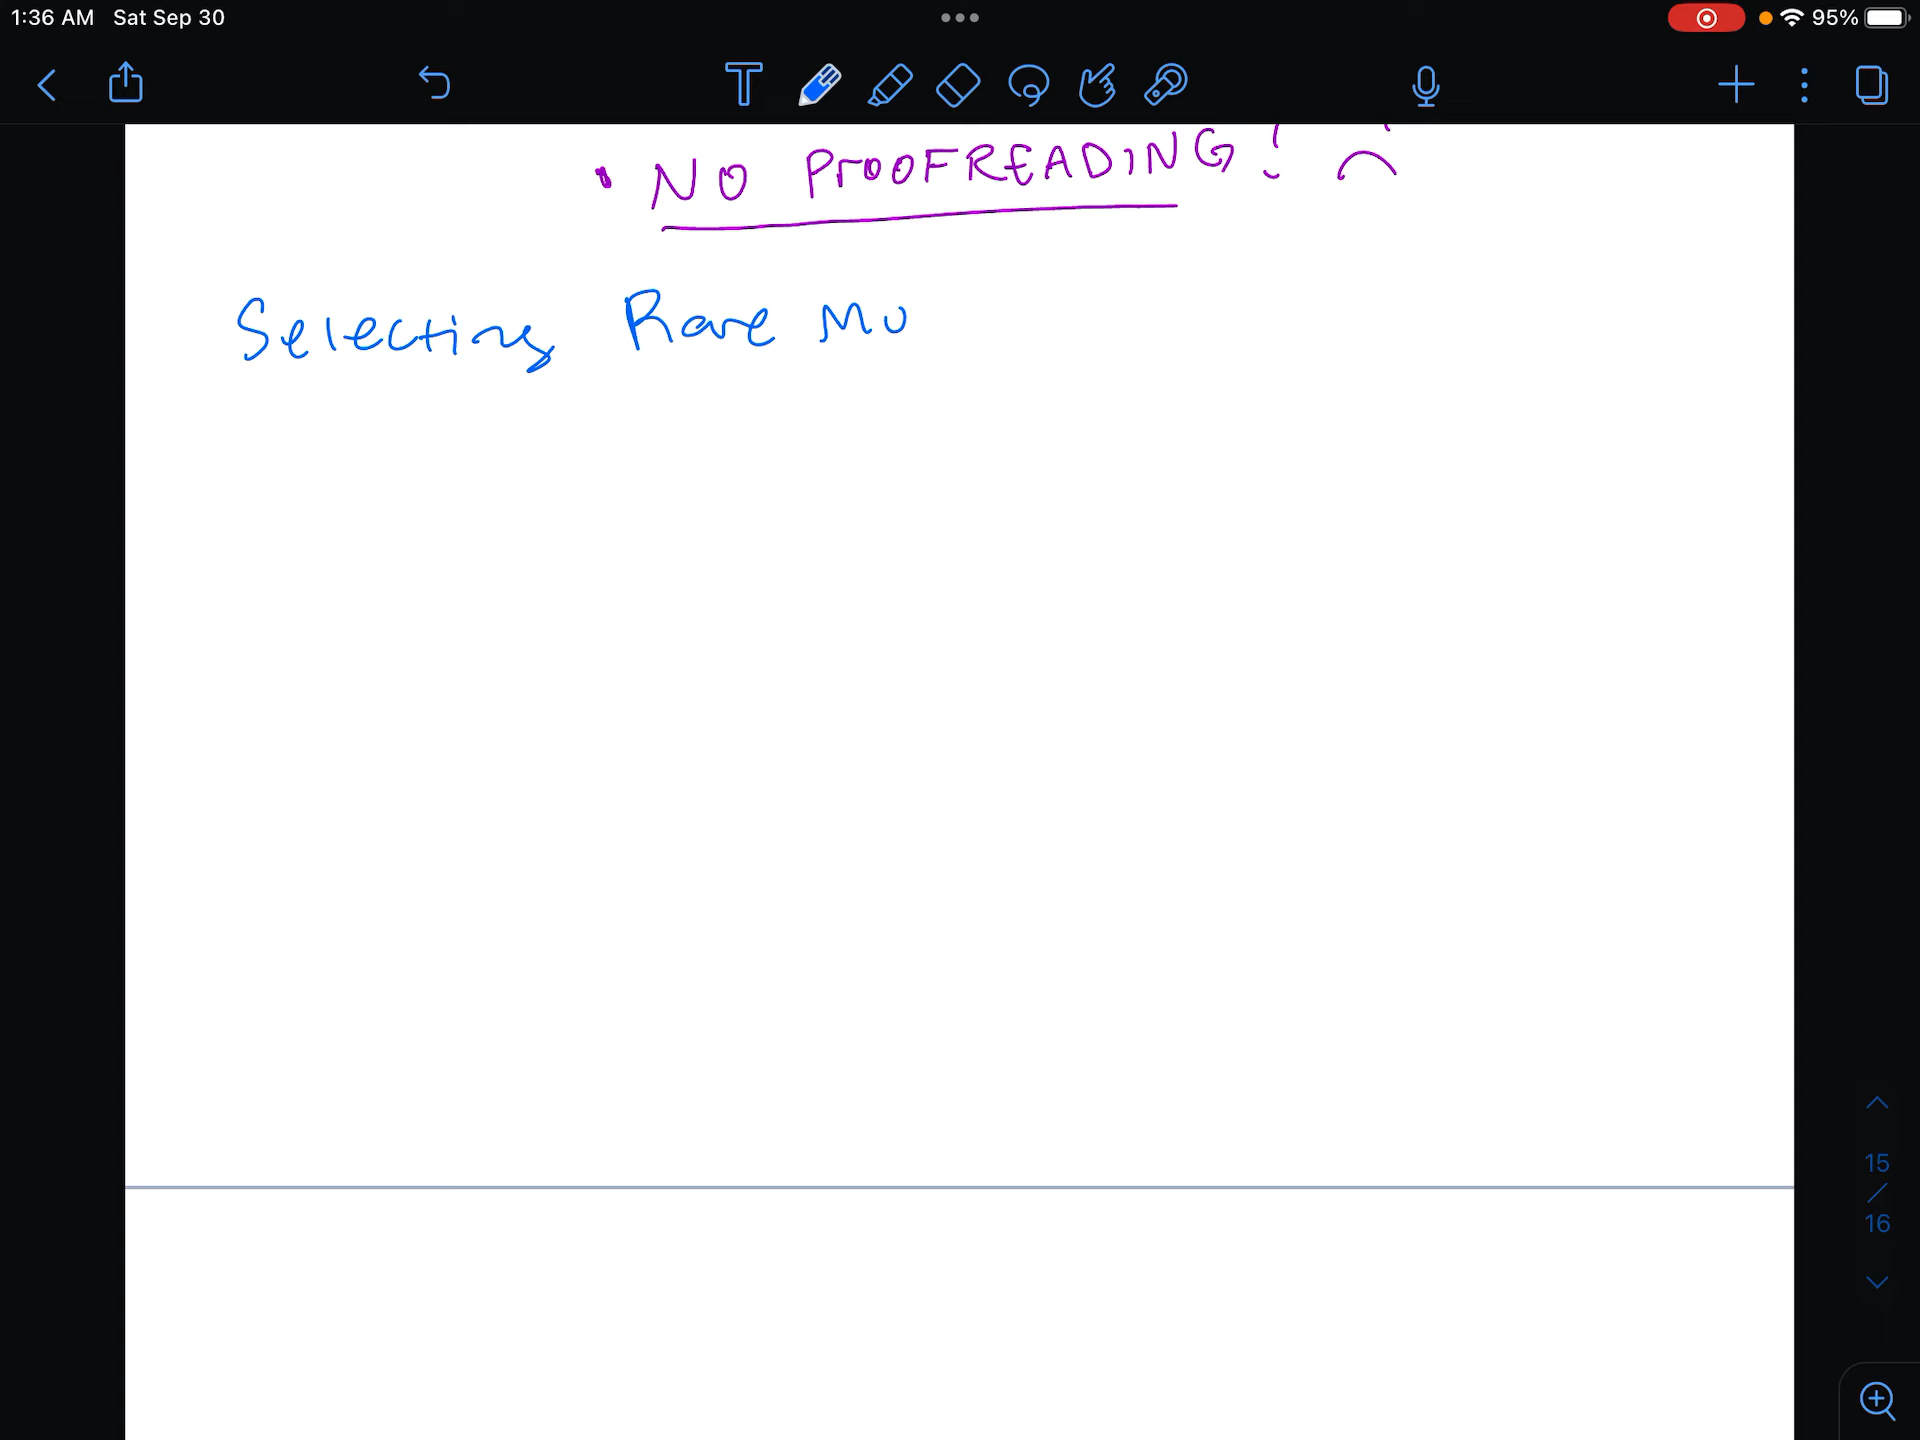 1:36 AM Sat Sep 30
95%
• NO PROOFREADING! ⌢
Selecting Rare Mu
15
/
16